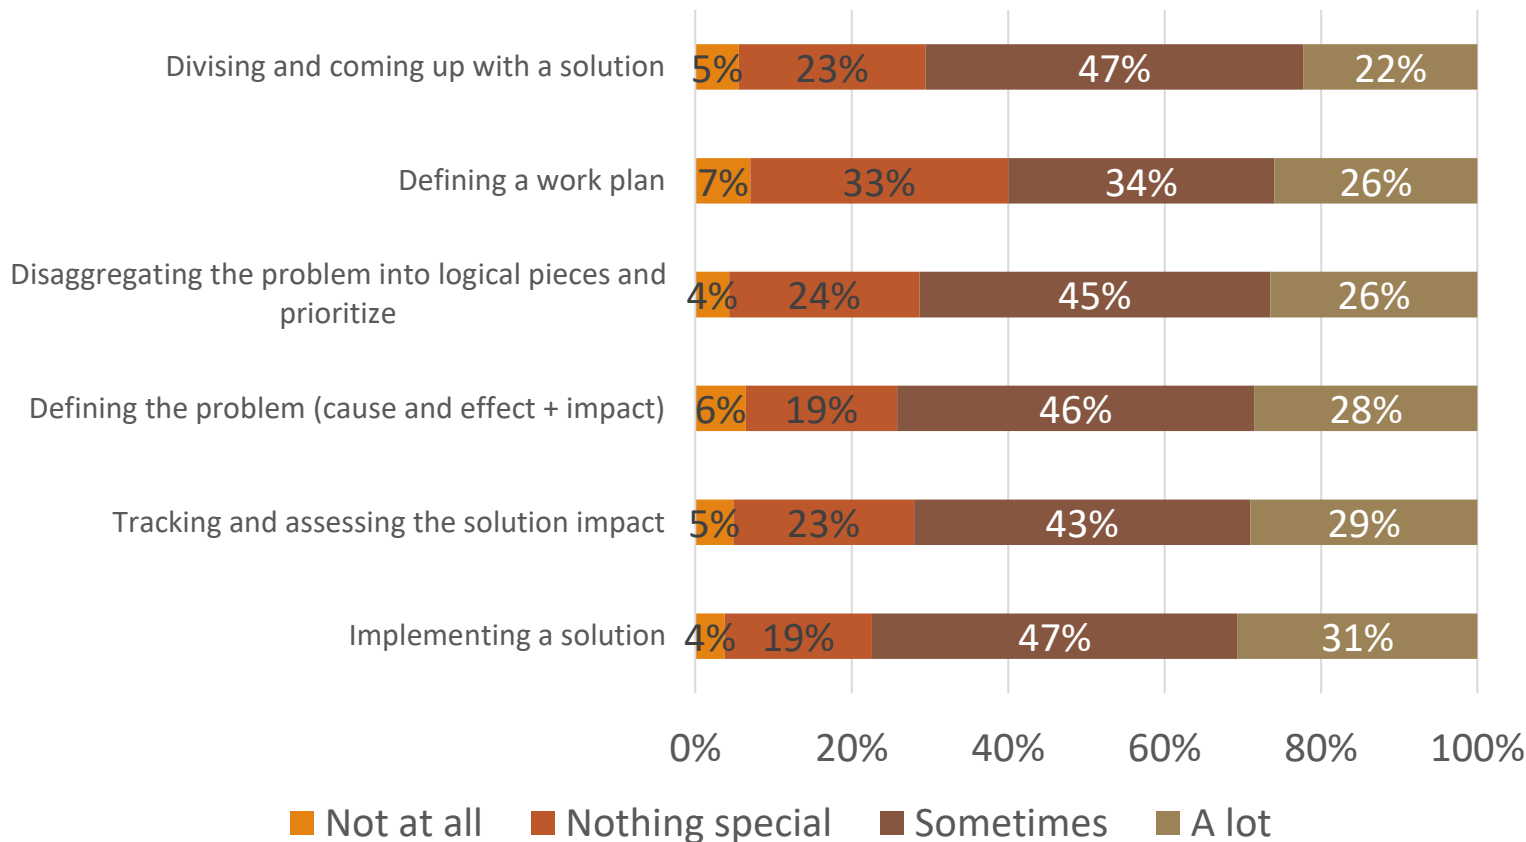 Divising and coming up with a solution
5% 23% 47% 22%
Defining a work plan
7% 33% 34% 26%
Disaggregating the problem into logical pieces and
prioritize
4% 24% 45% 26%
Defining the problem (cause and effect + impact)
6% 19% 46% 28%
Tracking and assessing the solution impact
5% 23% 43% 29%
Implementing a solution
4% 19% 47% 31%
0% 20% 40% 60% 80% 100%
Not at all Nothing special Sometimes A lot